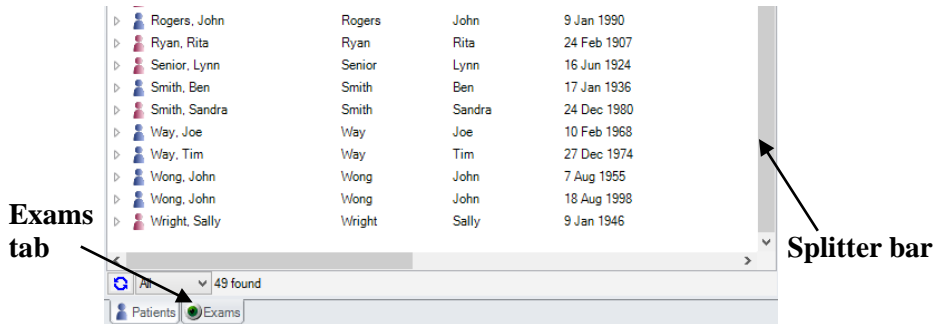 Rogers, John Rogers John 9 Jan 1990
Ryan, Rita Ryan Rita 24 Feb 1907
Senior, Lynn Senior Lynn 16 Jun 1924
Smith, Ben Smith Ben 17 Jan 1936
Smith, Sandra Smith Sandra 24 Dec 1980
Way, Joe Way Joe 10 Feb 1968
Way, Tim Way Tim 27 Dec 1974
Wong, John Wong John 7 Aug 1955
Wong, John Wong John 18 Aug 1998
Wright, Sally Wright Sally 9 Jan 1946
Exams
tab
Splitter bar
All 49 found
Patients Exams